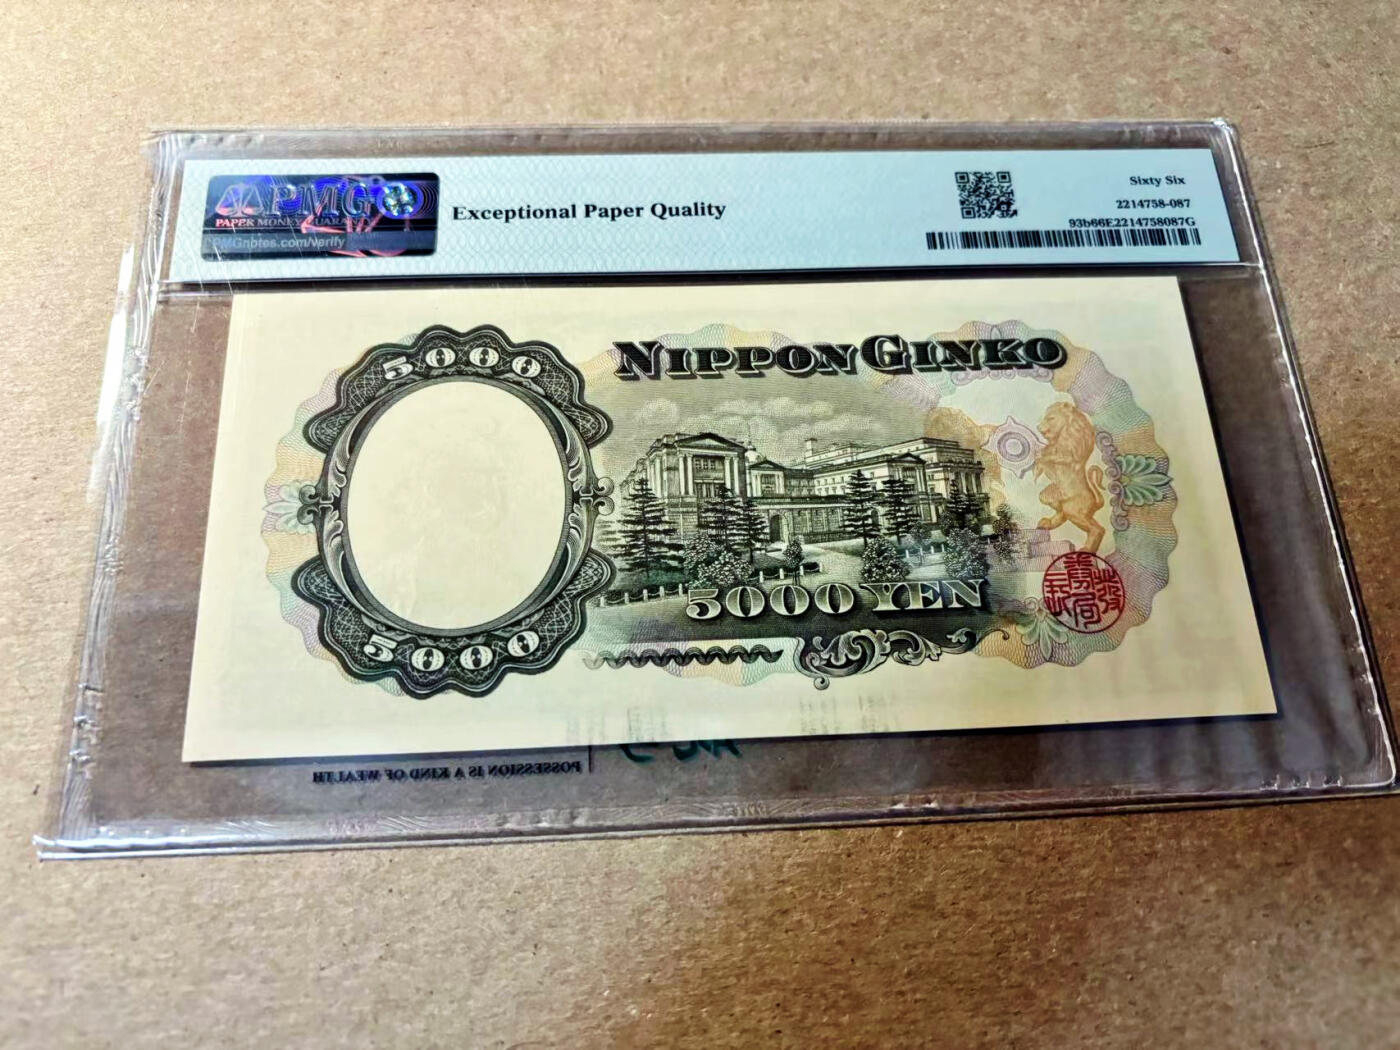 PMG
PAPER MONEY GUARANTY
PMGnotes.com/verify
Exceptional Paper Quality
Sixty Six
2214758-087
93b66E2214758087G
5000
NIPPON GINKO
5000 YEN
5000
POSSESSION IS A KIND OF WEALTH